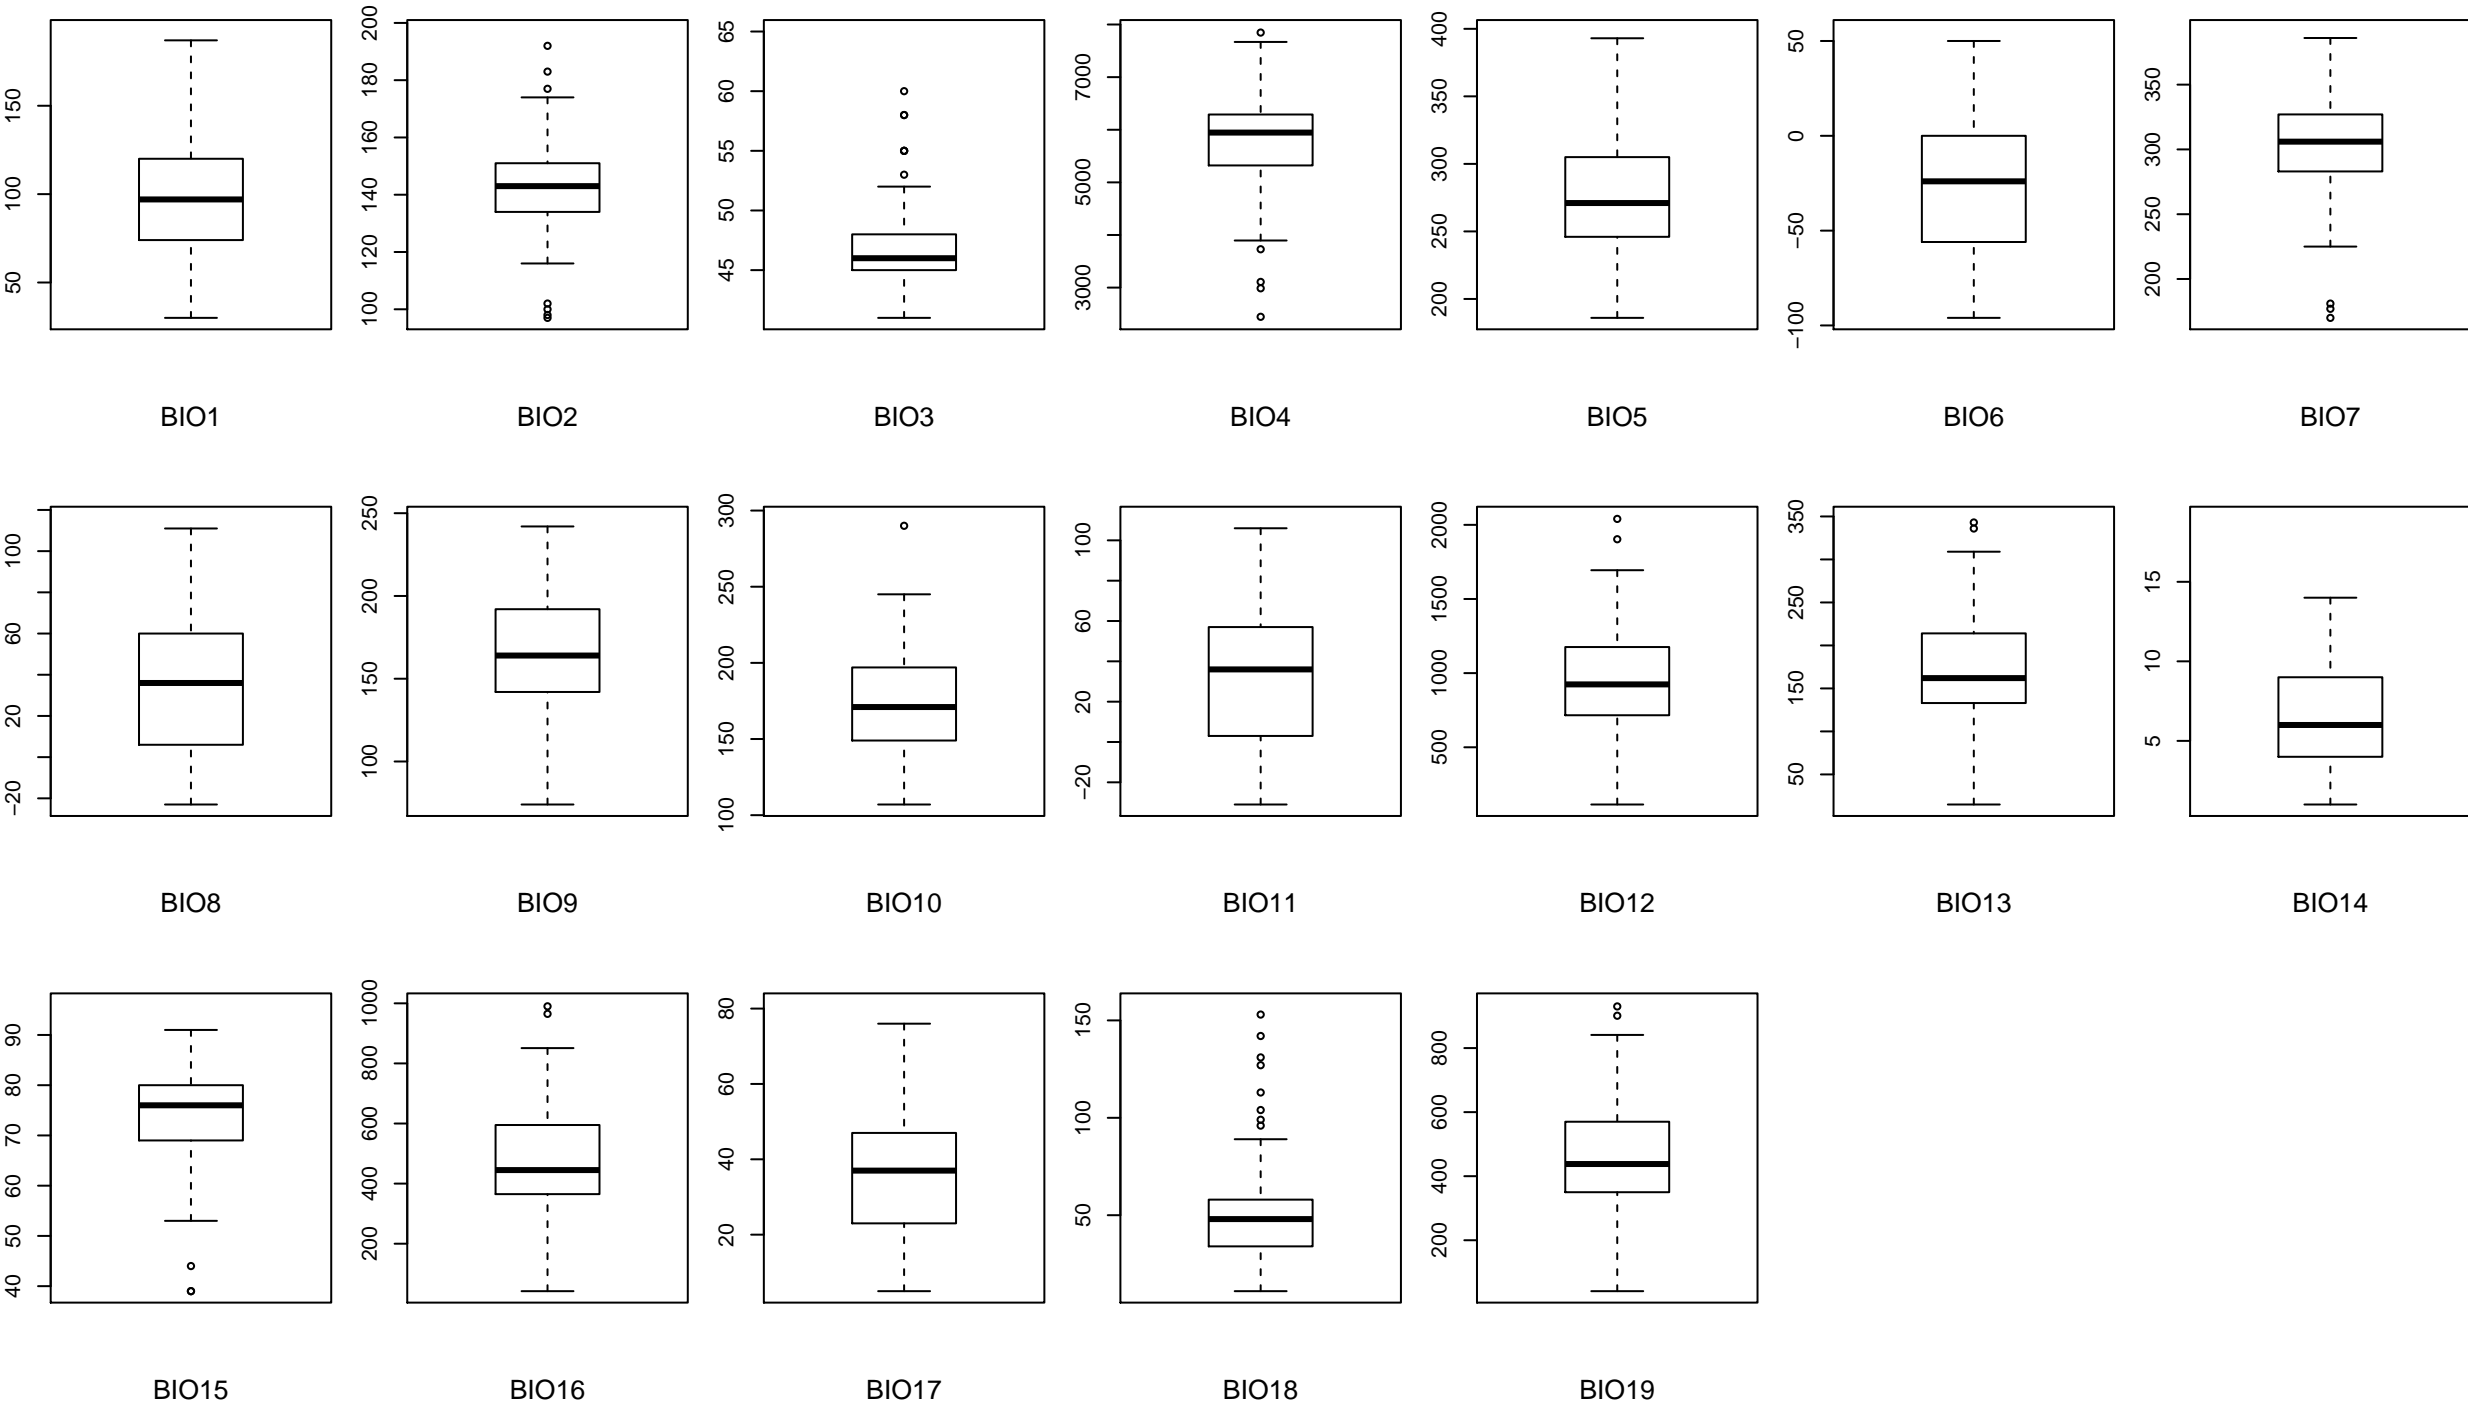 50 100 150
100 120 140 160 180 200
45 50 55 60 65
3000 5000 7000
200 250 300 350 400
−100 −50 0 50
200 250 300 350
BIO1 BIO2 BIO3 BIO4 BIO5 BIO6 BIO7
−20 20 60 100
100 150 200 250
100 150 200 250 300
−20 20 60 100
500 1000 1500 2000
50 150 250 350
5 10 15
BIO8 BIO9 BIO10 BIO11 BIO12 BIO13 BIO14
40 50 60 70 80 90
200 400 600 800 1000
20 40 60 80
50 100 150
200 400 600 800
BIO15 BIO16 BIO17 BIO18 BIO19